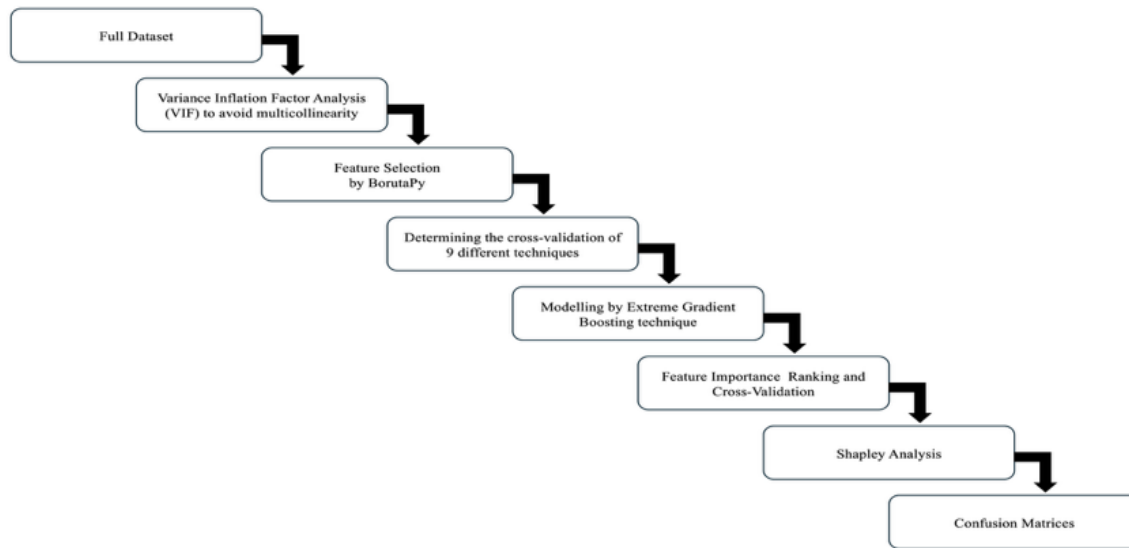 Full Dataset
Variance Inflation Factor Analysis
(VIF) to avoid multicollinearity
Feature Selection
by BorutaPy
Determining the cross-validation of
9 different techniques
Modelling by Extreme Gradient
Boosting technique
Feature Importance Ranking and
Cross-Validation
Shapley Analysis
Confusion Matrices